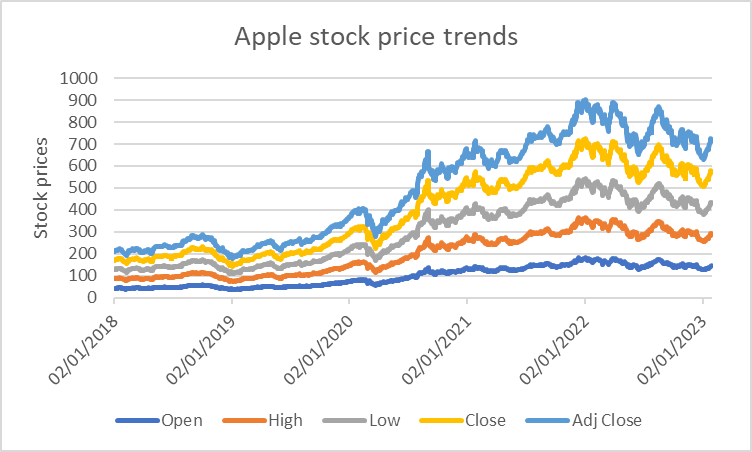 Apple stock price trends
Stock prices
1000
900
800
700
600
500
400
300
200
100
0
02/01/2018
02/01/2019
02/01/2020
02/01/2021
02/01/2022
02/01/2023
Open
High
Low
Close
Adj Close